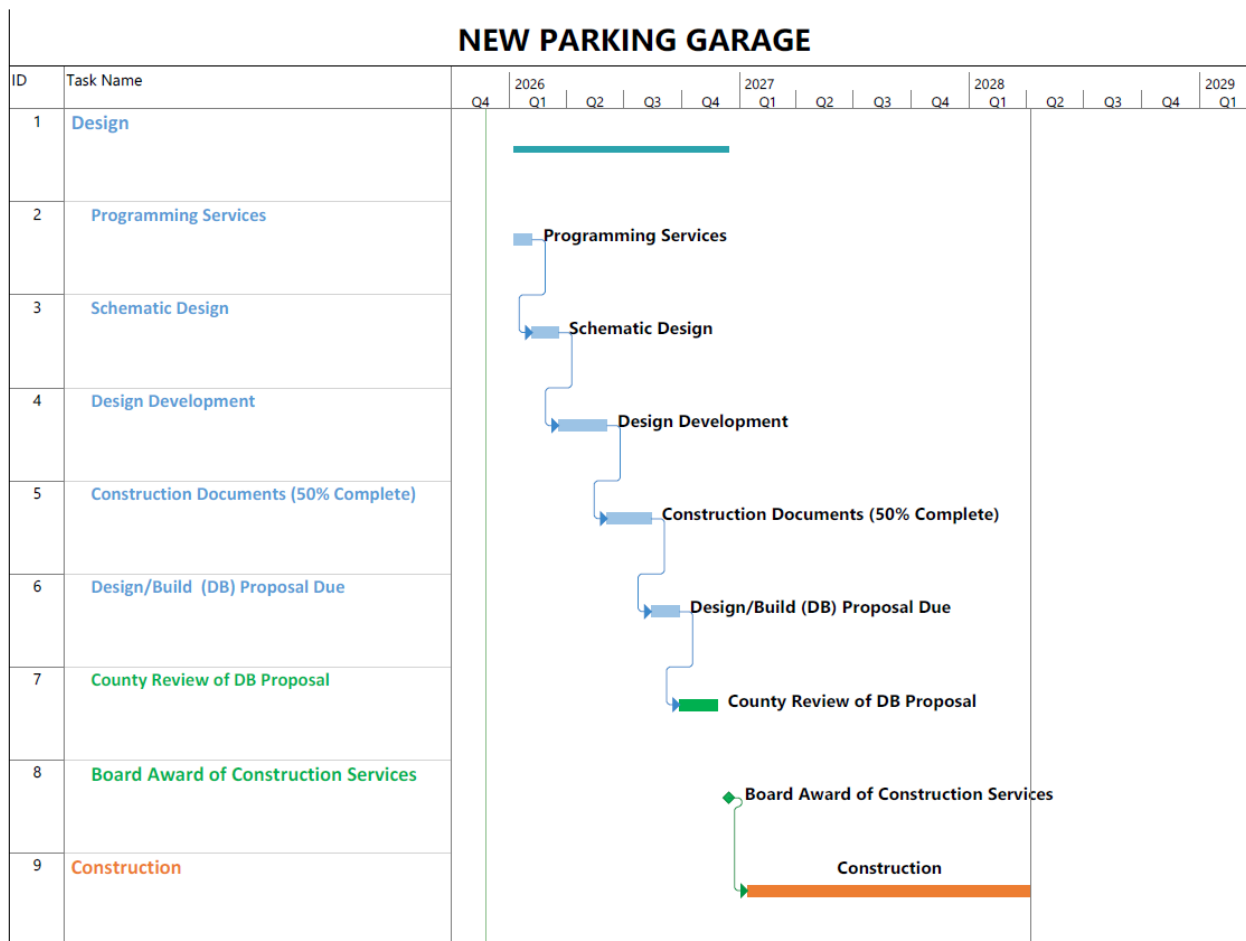 NEW PARKING GARAGE
ID Task Name
2026 2027 2028 2029
Q4 Q1 Q2 Q3 Q4 Q1 Q2 Q3 Q4 Q1 Q2 Q3 Q4 Q1
1 Design
2 Programming Services
Programming Services
3 Schematic Design
Schematic Design
4 Design Development
Design Development
5 Construction Documents (50% Complete)
Construction Documents (50% Complete)
6 Design/Build (DB) Proposal Due
Design/Build (DB) Proposal Due
7 County Review of DB Proposal
County Review of DB Proposal
8 Board Award of Construction Services
Board Award of Construction Services
9 Construction
Construction